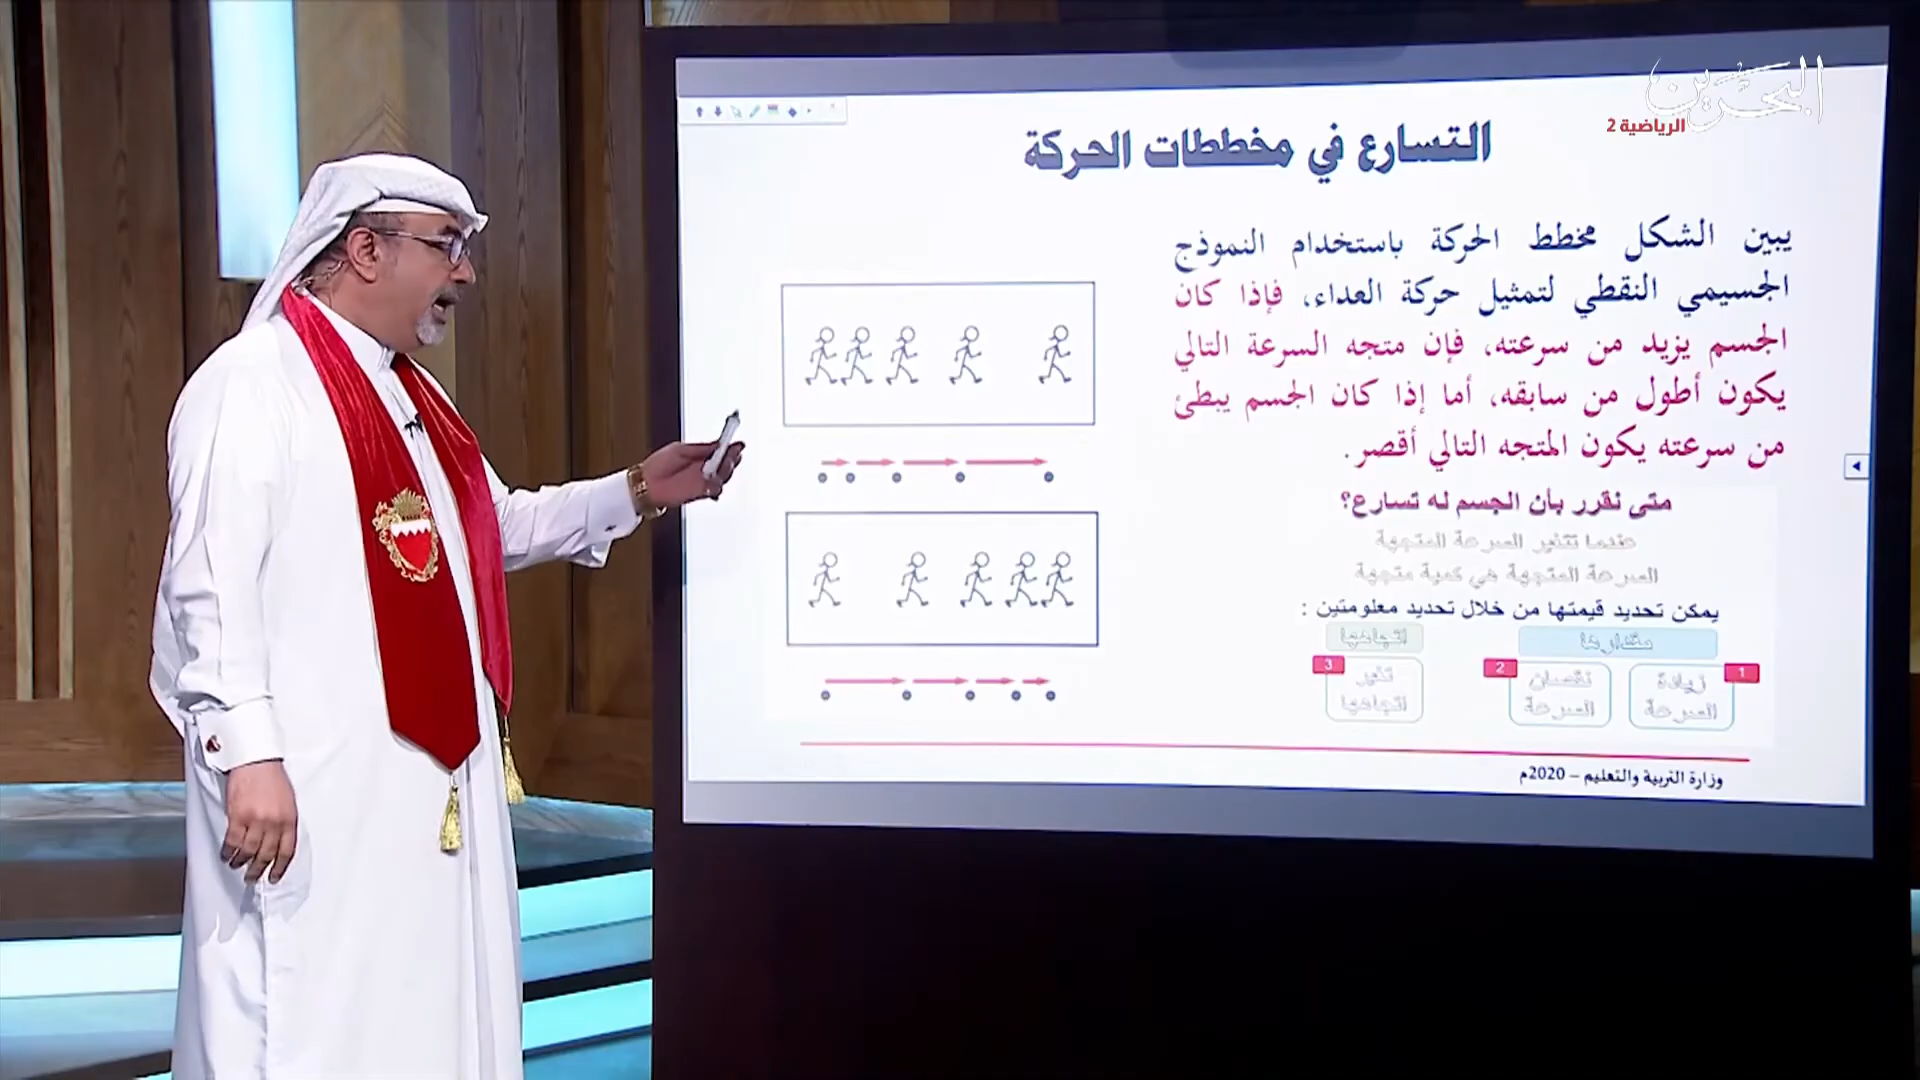 البحرين
الرياضية 2
التسارع في مخططات الحركة
يبين الشكل مخطط الحركة باستخدام النموذج
الجسيمي النقطي لتمثيل حركة العداء، فإذا كان
الجسم يزيد من سرعته، فإن متجه السرعة التالي
يكون أطول من سابقه، أما إذا كان الجسم يبطئ
من سرعته يكون المتجه التالي أقصر.
متى نقرر بأن الجسم له تسارع؟
عندما تتغير السرعة المتجهة
السرعة المتجهة هي كمية متجهة
يمكن تحديد قيمتها من خلال تحديد معلومتين :
مقدارها
اتجاهها
1
زيادة
السرعة
2
نقصان
السرعة
3
تغير
اتجاهها
وزارة التربية والتعليم – 2020م